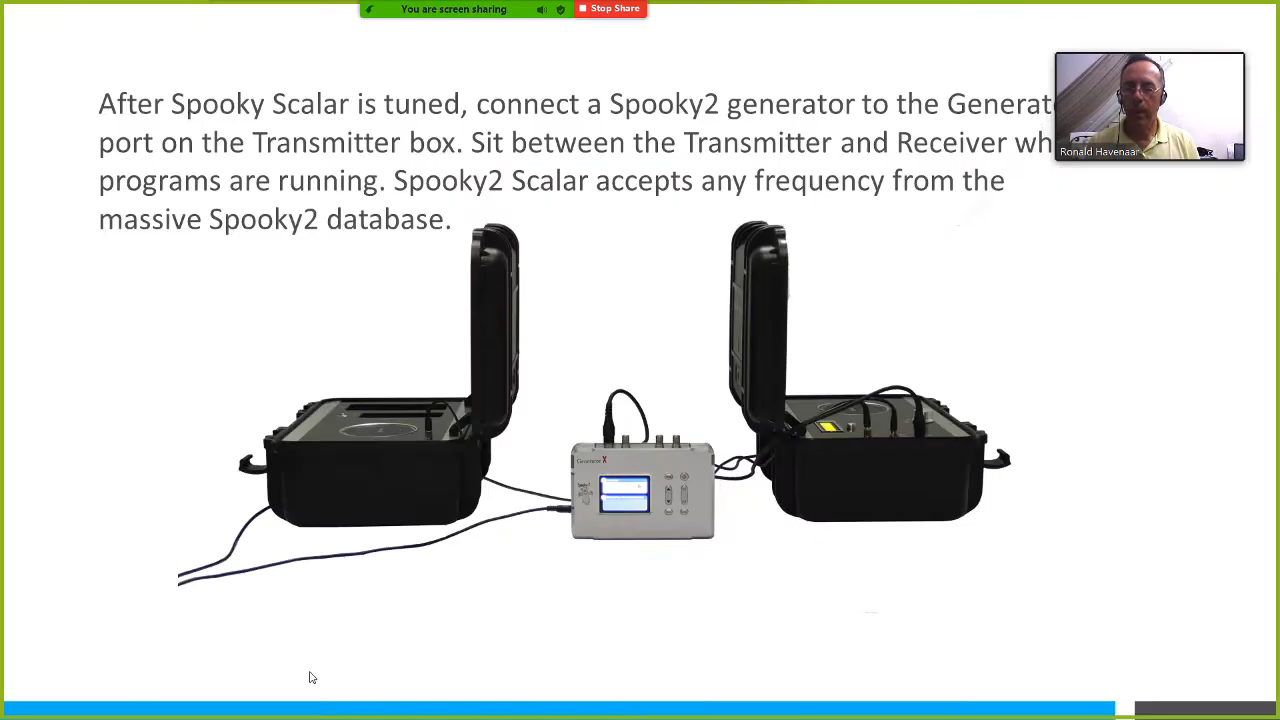 You are screen sharing
Stop Share
After Spooky Scalar is tuned, connect a Spooky2 generator to the
port on the Transmitter box. Sit between the Transmitter and Receiver
programs are running. Spooky2 Scalar accepts any frequency from the
massive Spooky2 database.
Ronald Havenaar
Generator X